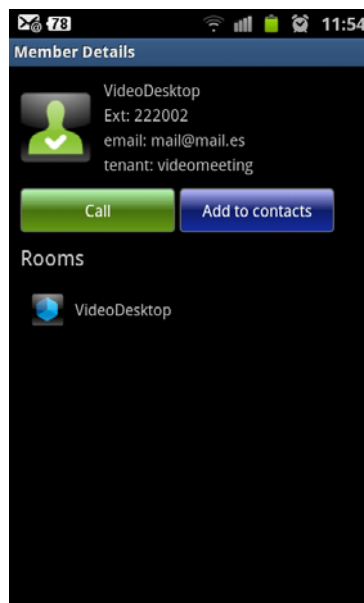 78 11:54
Member Details
VideoDesktop
Ext: 222002
email: mail@mail.es
tenant: videomeeting
Call Add to contacts
Rooms
VideoDesktop